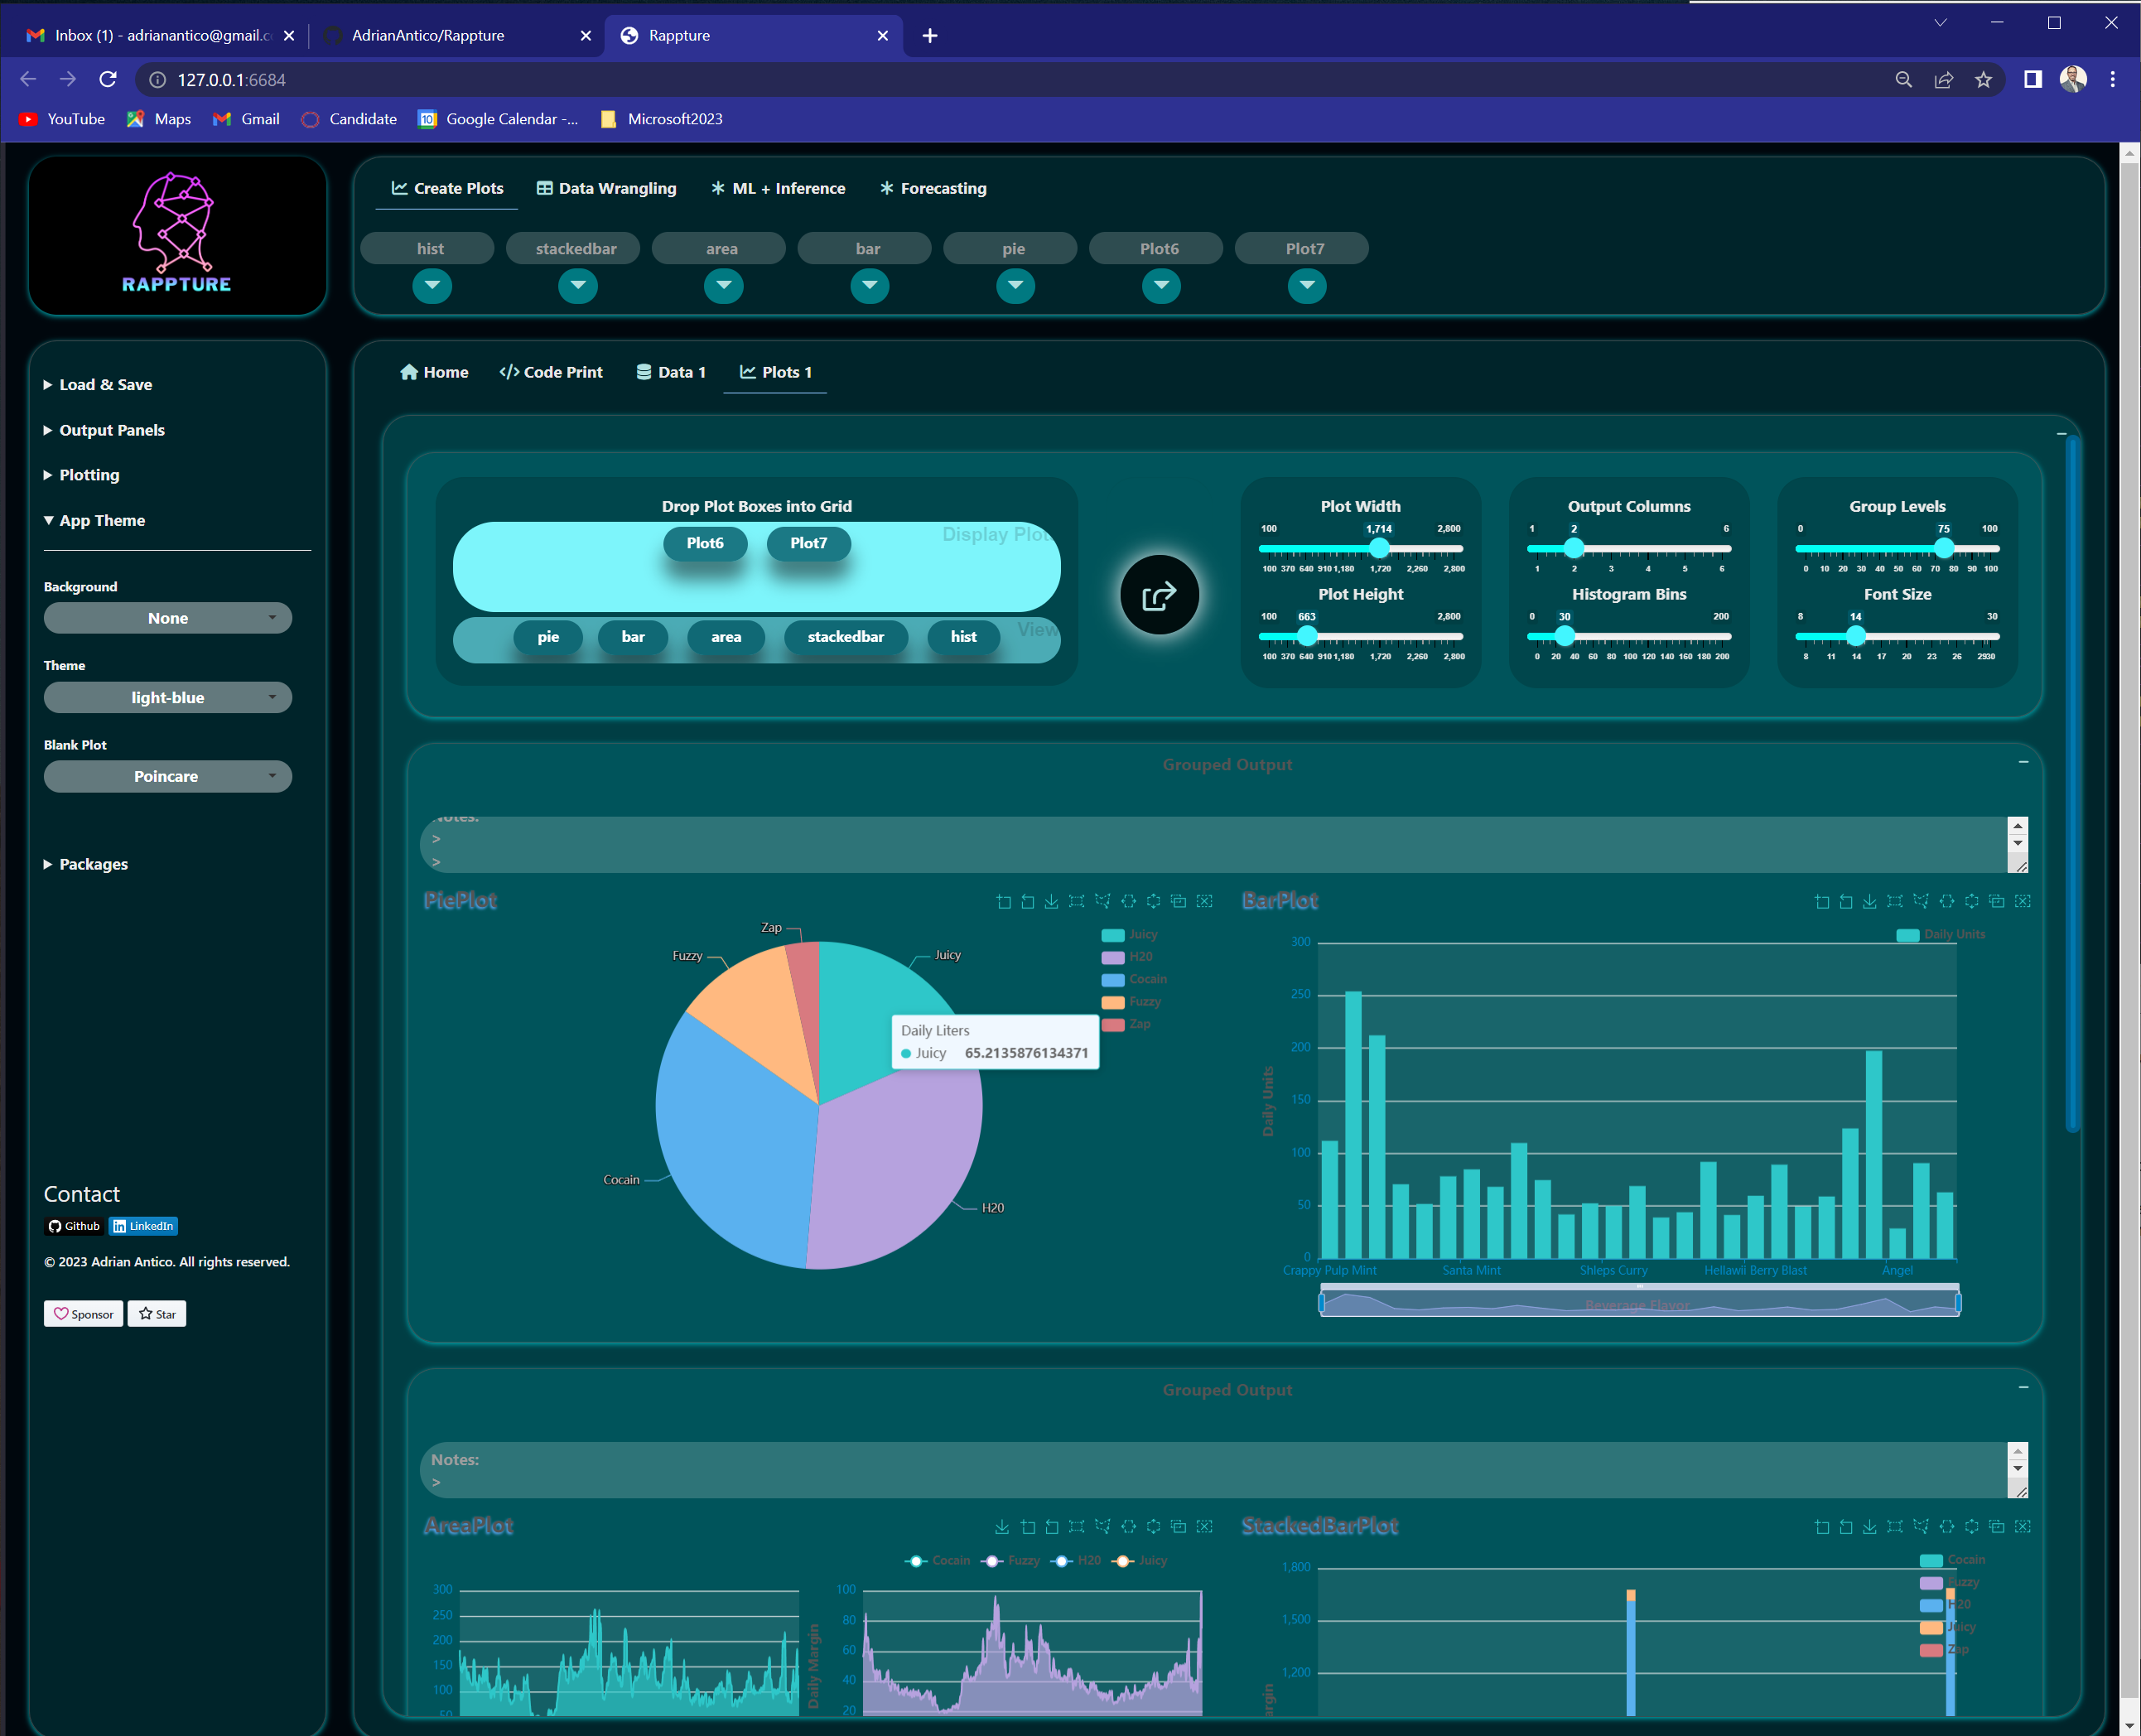 Inbox (1) - adrianantico@gmail.c
AdrianAntico/Rappture
Rappture
127.0.0.1:6684
YouTube
Maps
Gmail
Candidate
Google Calendar -...
Microsoft2023
RAPPTURE
Create Plots
Data Wrangling
ML + Inference
Forecasting
hist
stackedbar
area
bar
pie
Plot6
Plot7
Load & Save
Output Panels
Plotting
App Theme
Background
None
Theme
light-blue
Blank Plot
Poincare
Packages
Contact
Github
LinkedIn
© 2023 Adrian Antico. All rights reserved.
Sponsor
Star
Home
Code Print
Data 1
Plots 1
Drop Plot Boxes into Grid
Display Plot
Plot6
Plot7
View
pie
bar
area
stackedbar
hist
Plot Width
100 1,714 2,800
100 370 640 910 1,180 1,720 2,260 2,800
Plot Height
100 663 2,800
100 370 640 910 1,180 1,720 2,260 2,800
Output Columns
1 2 6
1 2 3 4 5 6
Histogram Bins
0 30 200
0 20 40 60 80 100 120 140 160 180 200
Group Levels
0 75 100
0 10 20 30 40 50 60 70 80 90 100
Font Size
8 14 30
8 11 14 17 20 23 26 29 30
Grouped Output
Notes:
>
>
PiePlot
Zap
Fuzzy
Juicy
Cocain
H20
Juicy
H20
Cocain
Fuzzy
Zap
Daily Liters
Juicy 65.2135876134371
BarPlot
Daily Units
300
250
200
150
100
50
0
Daily Units
Crappy Pulp Mint
Santa Mint
Shleps Curry
Hellawii Berry Blast
Angel
Beverage Flavor
Grouped Output
Notes:
>
AreaPlot
Cocain
Fuzzy
H20
Juicy
300
250
200
150
100
50
Daily Margin
100
80
60
40
20
StackedBarPlot
Cocain
Fuzzy
H20
Juicy
Zap
1,800
1,500
1,200
argin